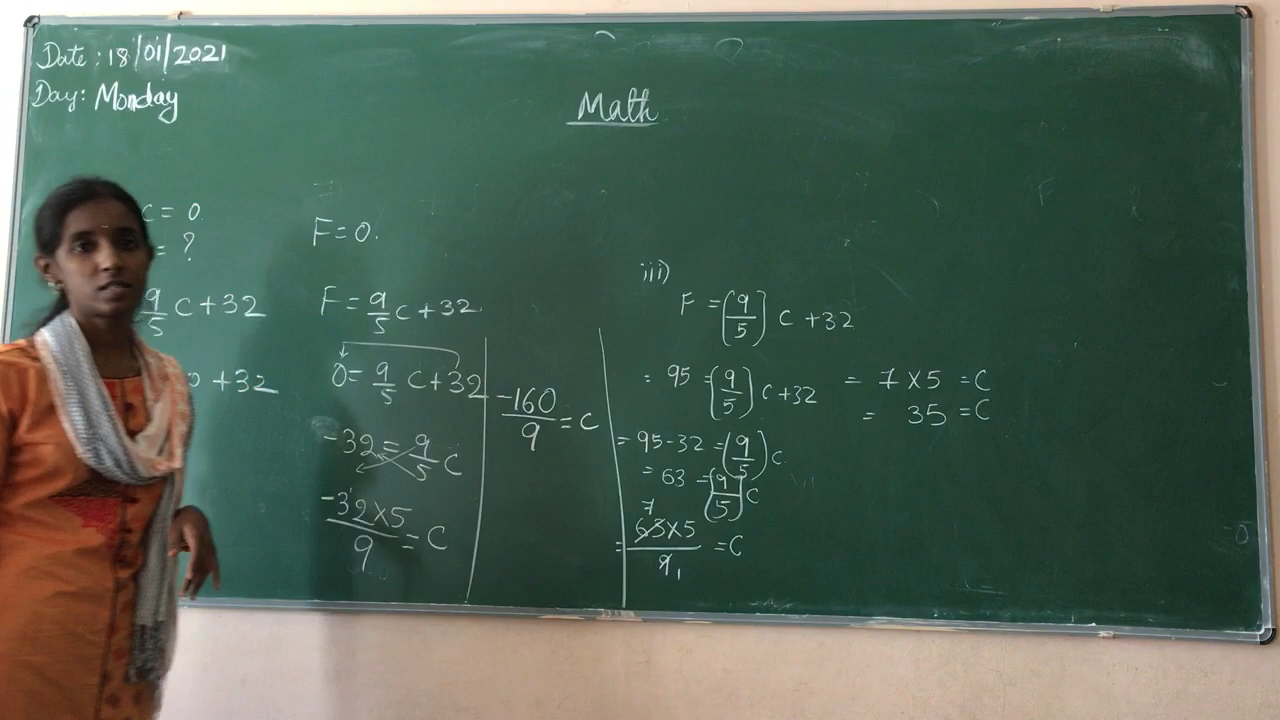 Date: 18/01/2021
Day: Monday
Math
C = 0.
= ?
9/5 C + 32
0 + 32
F = 0.
F = 9/5 C + 32
0 = 9/5 C + 32
-32 = 9/5 C
-32 x 5 / 9 = C
-160 / 9 = C
iii)
F = (9/5) C + 32
= 95 = (9/5) C + 32
= 95 - 32 = (9/5) C
= 63 = (9/5) C
7
= 63 x 5 / 9 1 = C
= 7 x 5 = C
= 35 = C